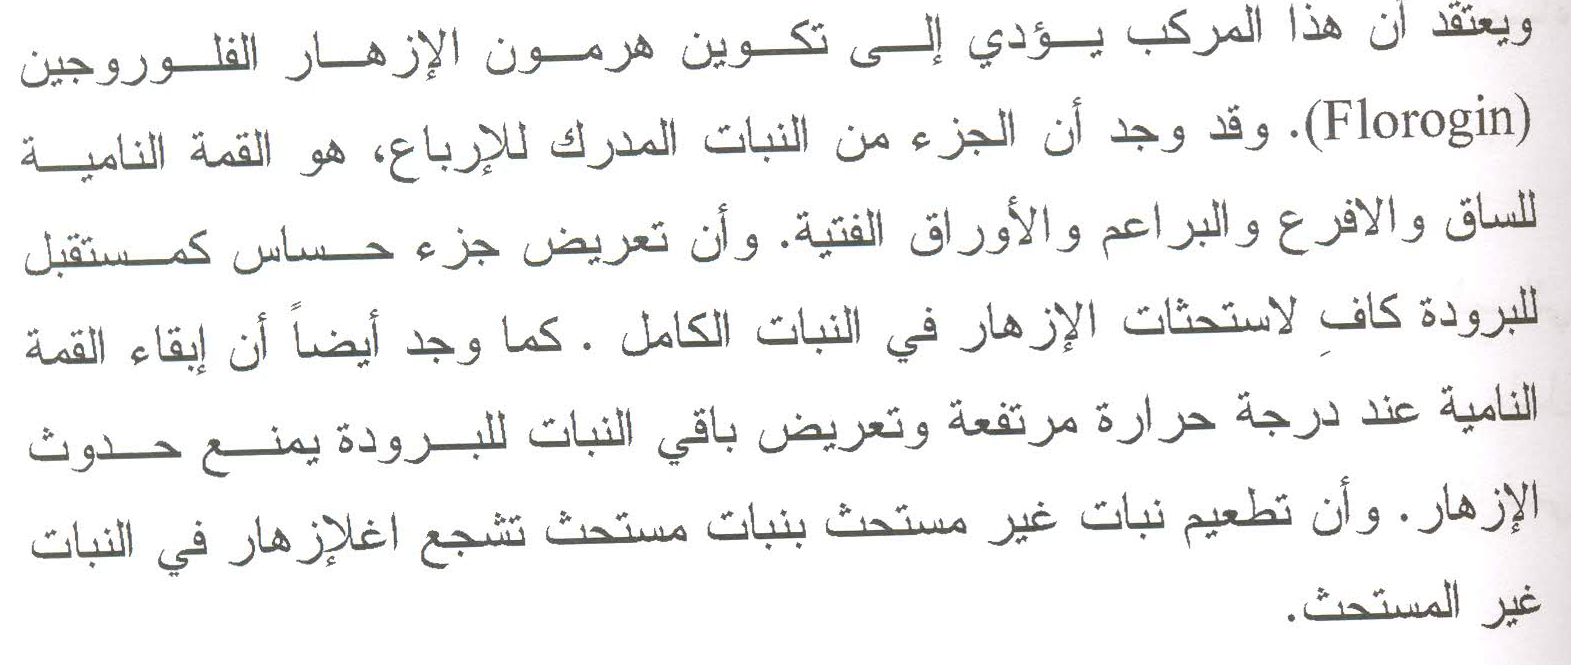 ويعتقد أن هذا المركب يؤدي إلى تكوين هرمون الإزهار الفلوروجين
(Florogin). وقد وجد أن الجزء من النبات المدرك للإرباع، هو القمة النامية
للساق والافرع والبراعم والأوراق الفتية. وأن تعريض جزء حساس كمستقبل
للبرودة كافٍ لاستحثاث الإزهار في النبات الكامل . كما وجد أيضاً أن إبقاء القمة
النامية عند درجة حرارة مرتفعة وتعريض باقي النبات للبرودة يمنع حدوث
الإزهار. وأن تطعيم نبات غير مستحث بنبات مستحث تشجع اغلإزهار في النبات
غير المستحث.